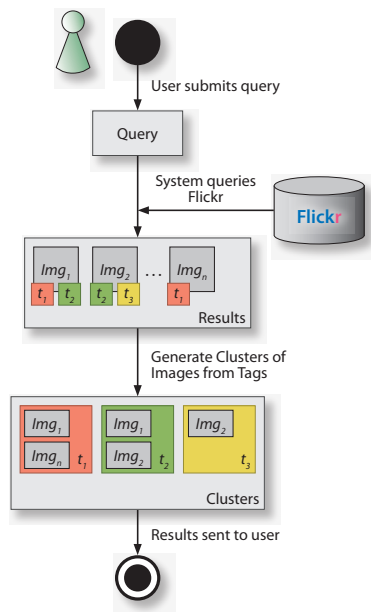 User submits query
Query
System queries
Flickr
Flickr
Img₁ Img₂ ... Imgₙ
t₁ t₂ t₂ t₃ t₁
Results
Generate Clusters of
Images from Tags
Img₁ Img₁ Img₂
Imgₙ t₁ Img₂ t₂ t₃
Clusters
Results sent to user